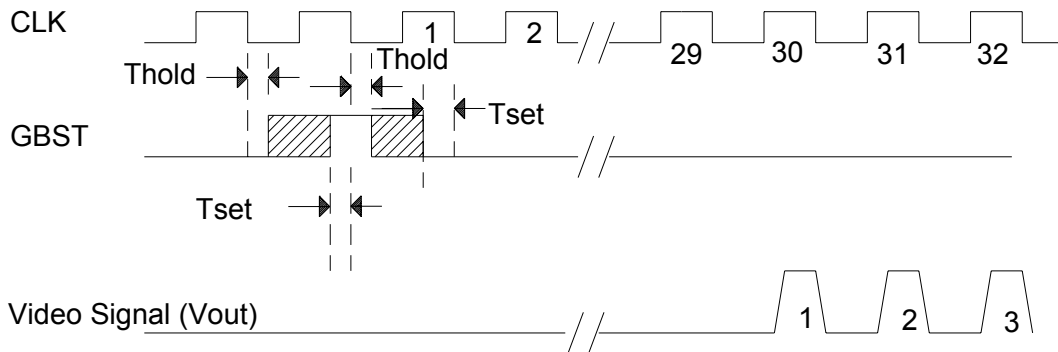 CLK
1 2 29 30 31 32
Thold Thold
Tset
GBST
Tset
Video Signal (Vout)
1 2 3